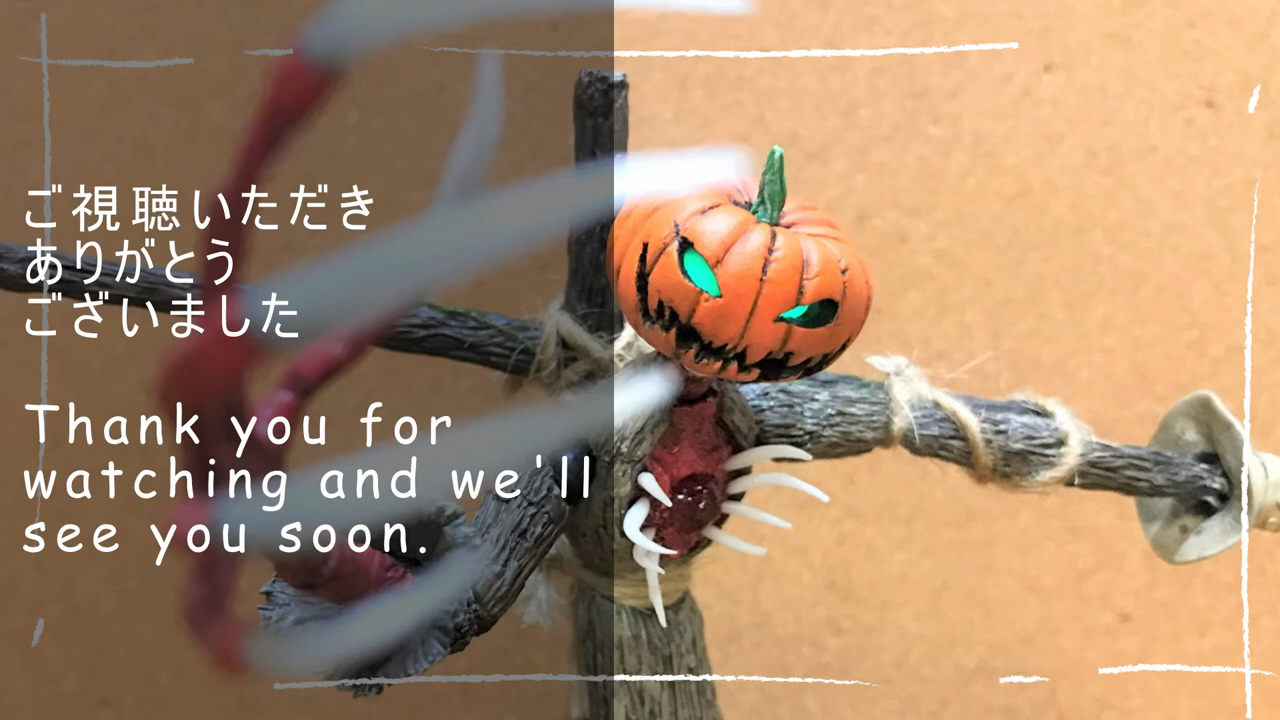 ご視聴いただき
ありがとう
ございました
Thank you for
watching and we'll
see you soon.